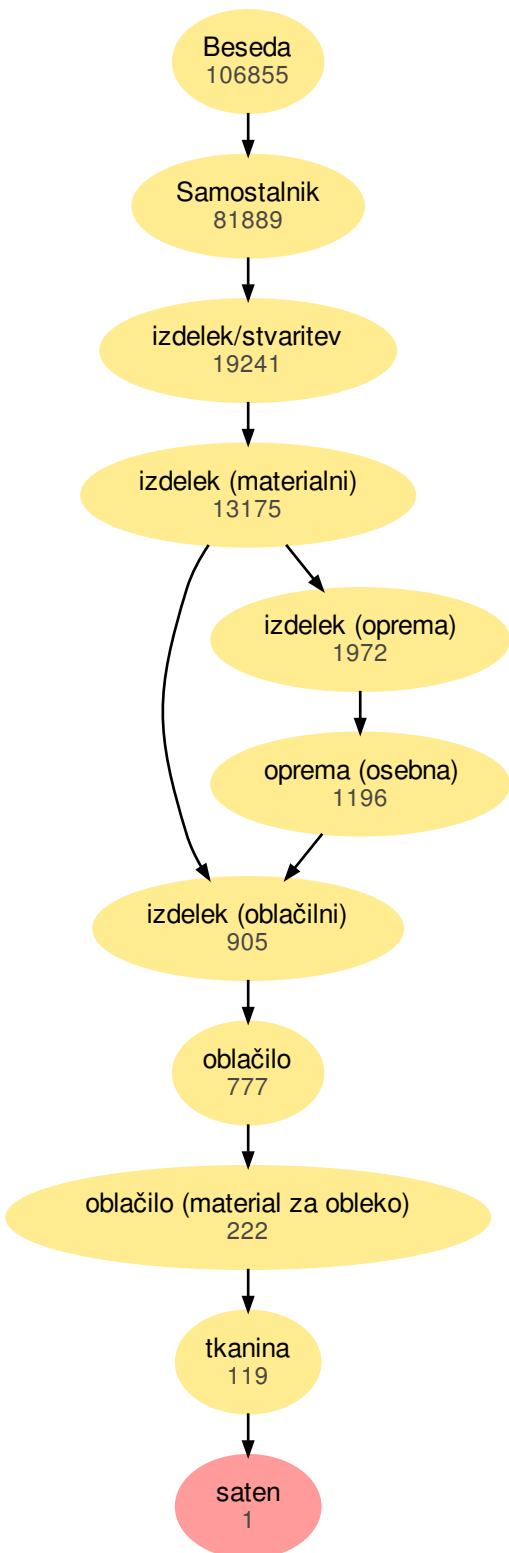 Beseda
106855
Samostalnik
81889
izdelek/stvaritev
19241
izdelek (materialni)
13175
izdelek (oprema)
1972
oprema (osebna)
1196
izdelek (oblačilni)
905
oblačilo
777
oblačilo (material za obleko)
222
tkanina
119
saten
1